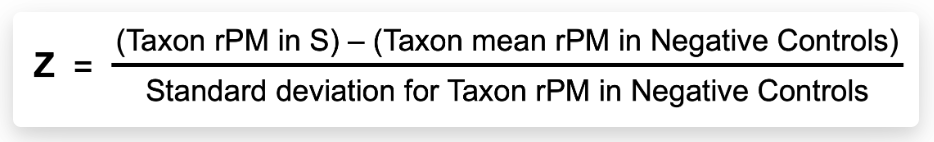 (Taxon rPM in S) – (Taxon mean rPM in Negative Controls)
Z =
Standard deviation for Taxon rPM in Negative Controls